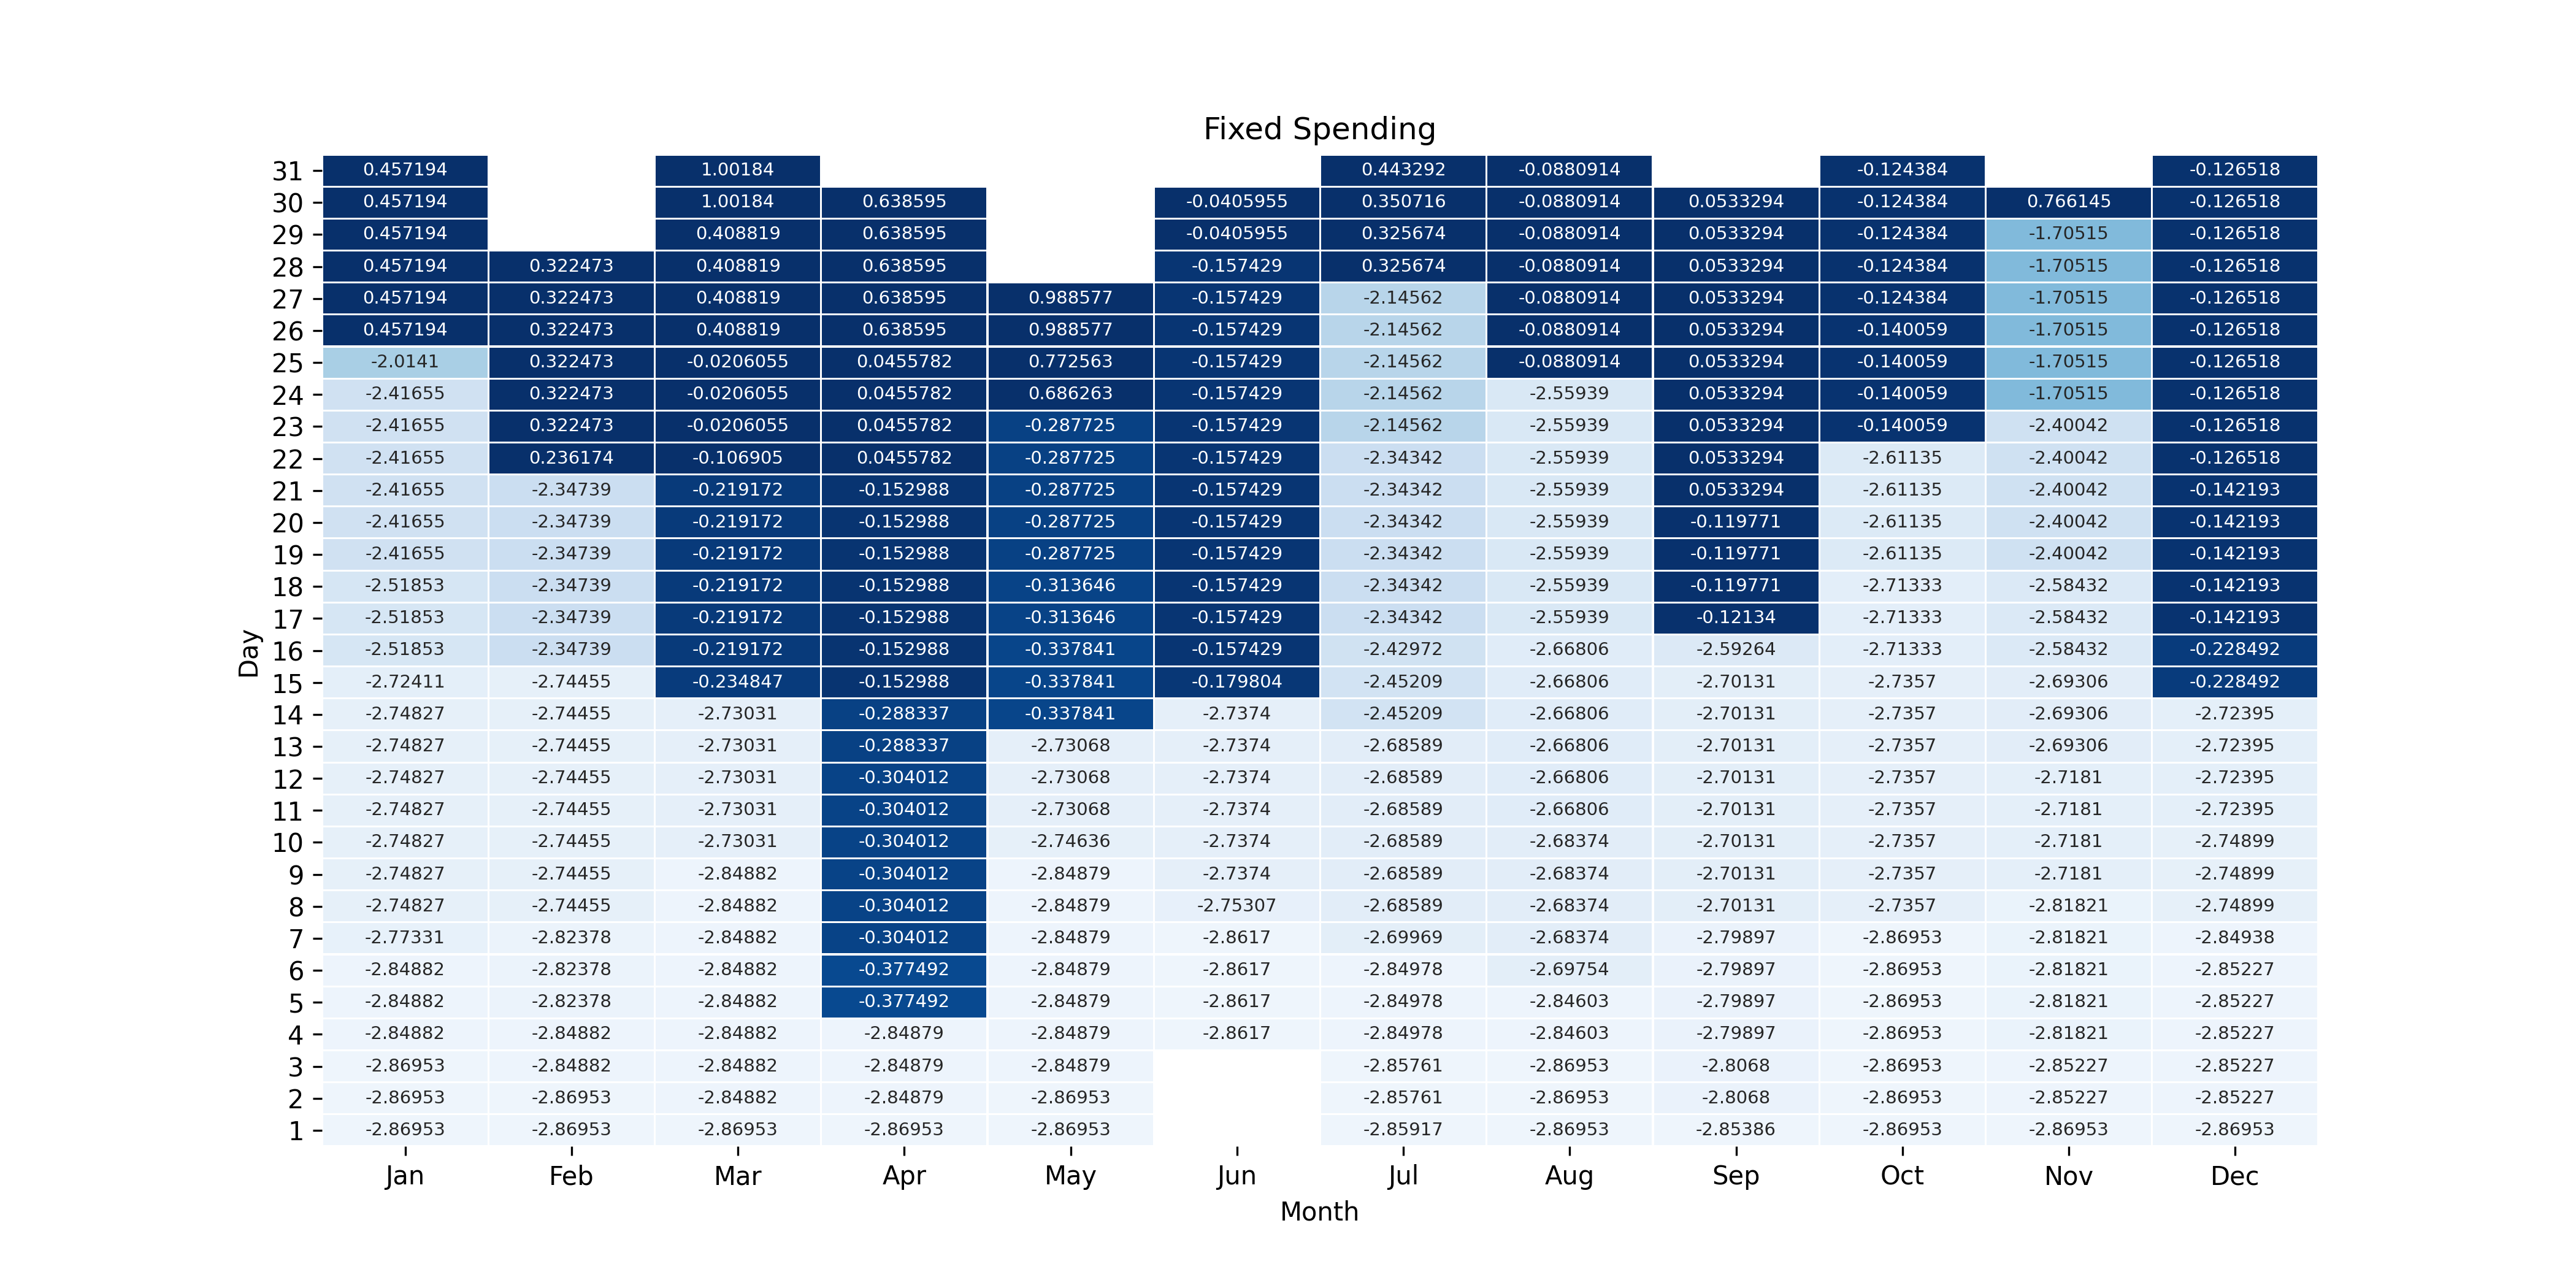 Fixed Spending
31 0.457194 1.00184 0.443292 -0.0880914 -0.124384 -0.126518
30 0.457194 1.00184 0.638595 -0.0405955 0.350716 -0.0880914 0.0533294 -0.124384 0.766145 -0.126518
29 0.457194 0.408819 0.638595 -0.0405955 0.325674 -0.0880914 0.0533294 -0.124384 -1.70515 -0.126518
28 0.457194 0.322473 0.408819 0.638595 -0.157429 0.325674 -0.0880914 0.0533294 -0.124384 -1.70515 -0.126518
27 0.457194 0.322473 0.408819 0.638595 0.988577 -0.157429 -2.14562 -0.0880914 0.0533294 -0.124384 -1.70515 -0.126518
26 0.457194 0.322473 0.408819 0.638595 0.988577 -0.157429 -2.14562 -0.0880914 0.0533294 -0.140059 -1.70515 -0.126518
25 -2.0141 0.322473 -0.0206055 0.0455782 0.772563 -0.157429 -2.14562 -0.0880914 0.0533294 -0.140059 -1.70515 -0.126518
24 -2.41655 0.322473 -0.0206055 0.0455782 0.686263 -0.157429 -2.14562 -2.55939 0.0533294 -0.140059 -1.70515 -0.126518
23 -2.41655 0.322473 -0.0206055 0.0455782 -0.287725 -0.157429 -2.14562 -2.55939 0.0533294 -0.140059 -2.40042 -0.126518
22 -2.41655 0.236174 -0.106905 0.0455782 -0.287725 -0.157429 -2.34342 -2.55939 0.0533294 -2.61135 -2.40042 -0.126518
21 -2.41655 -2.34739 -0.219172 -0.152988 -0.287725 -0.157429 -2.34342 -2.55939 0.0533294 -2.61135 -2.40042 -0.142193
20 -2.41655 -2.34739 -0.219172 -0.152988 -0.287725 -0.157429 -2.34342 -2.55939 -0.119771 -2.61135 -2.40042 -0.142193
19 -2.41655 -2.34739 -0.219172 -0.152988 -0.287725 -0.157429 -2.34342 -2.55939 -0.119771 -2.61135 -2.40042 -0.142193
18 -2.51853 -2.34739 -0.219172 -0.152988 -0.313646 -0.157429 -2.34342 -2.55939 -0.119771 -2.71333 -2.58432 -0.142193
17 -2.51853 -2.34739 -0.219172 -0.152988 -0.313646 -0.157429 -2.34342 -2.55939 -0.12134 -2.71333 -2.58432 -0.142193
16 -2.51853 -2.34739 -0.219172 -0.152988 -0.337841 -0.157429 -2.42972 -2.66806 -2.59264 -2.71333 -2.58432 -0.228492
Day
15 -2.72411 -2.74455 -0.234847 -0.152988 -0.337841 -0.179804 -2.45209 -2.66806 -2.70131 -2.7357 -2.69306 -0.228492
14 -2.74827 -2.74455 -2.73031 -0.288337 -0.337841 -2.7374 -2.45209 -2.66806 -2.70131 -2.7357 -2.69306 -2.72395
13 -2.74827 -2.74455 -2.73031 -0.288337 -2.73068 -2.7374 -2.68589 -2.66806 -2.70131 -2.7357 -2.69306 -2.72395
12 -2.74827 -2.74455 -2.73031 -0.304012 -2.73068 -2.7374 -2.68589 -2.66806 -2.70131 -2.7357 -2.7181 -2.72395
11 -2.74827 -2.74455 -2.73031 -0.304012 -2.73068 -2.7374 -2.68589 -2.66806 -2.70131 -2.7357 -2.7181 -2.72395
10 -2.74827 -2.74455 -2.73031 -0.304012 -2.74636 -2.7374 -2.68589 -2.68374 -2.70131 -2.7357 -2.7181 -2.74899
9 -2.74827 -2.74455 -2.84882 -0.304012 -2.84879 -2.7374 -2.68589 -2.68374 -2.70131 -2.7357 -2.7181 -2.74899
8 -2.74827 -2.74455 -2.84882 -0.304012 -2.84879 -2.75307 -2.68589 -2.68374 -2.70131 -2.7357 -2.81821 -2.74899
7 -2.77331 -2.82378 -2.84882 -0.304012 -2.84879 -2.8617 -2.69969 -2.68374 -2.79897 -2.86953 -2.81821 -2.84938
6 -2.84882 -2.82378 -2.84882 -0.377492 -2.84879 -2.8617 -2.84978 -2.69754 -2.79897 -2.86953 -2.81821 -2.85227
5 -2.84882 -2.82378 -2.84882 -0.377492 -2.84879 -2.8617 -2.84978 -2.84603 -2.79897 -2.86953 -2.81821 -2.85227
4 -2.84882 -2.84882 -2.84882 -2.84879 -2.84879 -2.8617 -2.84978 -2.84603 -2.79897 -2.86953 -2.81821 -2.85227
3 -2.86953 -2.84882 -2.84882 -2.84879 -2.84879 -2.85761 -2.86953 -2.8068 -2.86953 -2.85227 -2.85227
2 -2.86953 -2.86953 -2.84882 -2.84879 -2.86953 -2.85761 -2.86953 -2.8068 -2.86953 -2.85227 -2.85227
1 -2.86953 -2.86953 -2.86953 -2.86953 -2.86953 -2.85917 -2.86953 -2.85386 -2.86953 -2.86953 -2.86953
Jan Feb Mar Apr May Jun Jul Aug Sep Oct Nov Dec
Month